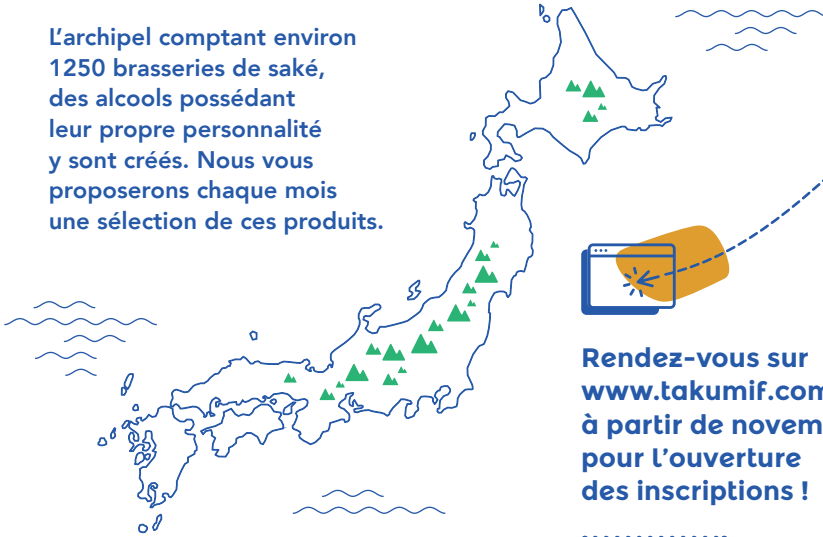 L'archipel comptant environ
1250 brasseries de saké,
des alcools possédant
leur propre personnalité
y sont créés. Nous vous
proposerons chaque mois
une sélection de ces produits.
Rendez-vous sur
www.takumif.com
à partir de novem
pour l'ouverture
des inscriptions !